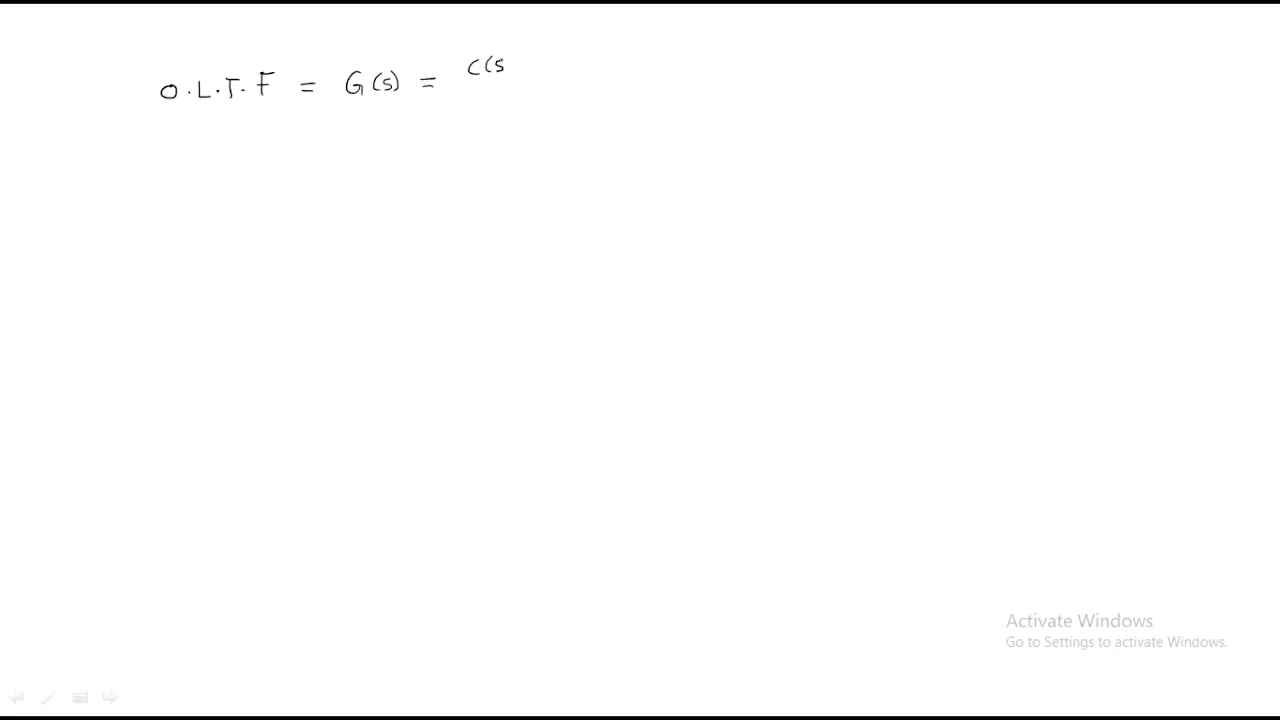 O.L.T.F = G(s) = C(s
Activate Windows
Go to Settings to activate Windows.